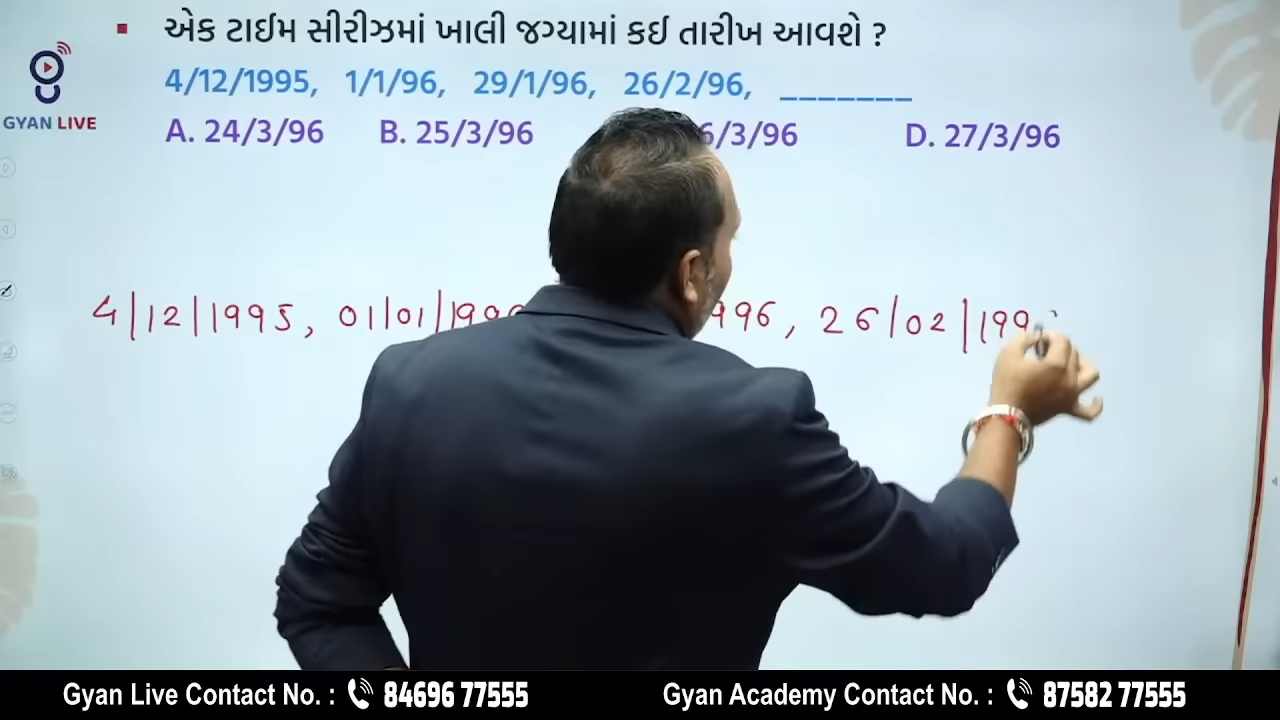 એક ટાઈમ સીરીઝમાં ખાલી જગ્યામાં કઈ તારીખ આવશે ?
4/12/1995, 1/1/96, 29/1/96, 26/2/96, _______
GYAN LIVE
A. 24/3/96 B. 25/3/96 6/3/96 D. 27/3/96
4/12/1995, 01/01/199 996, 26/02/199
Gyan Live Contact No. : 84696 77555 Gyan Academy Contact No. : 87582 77555